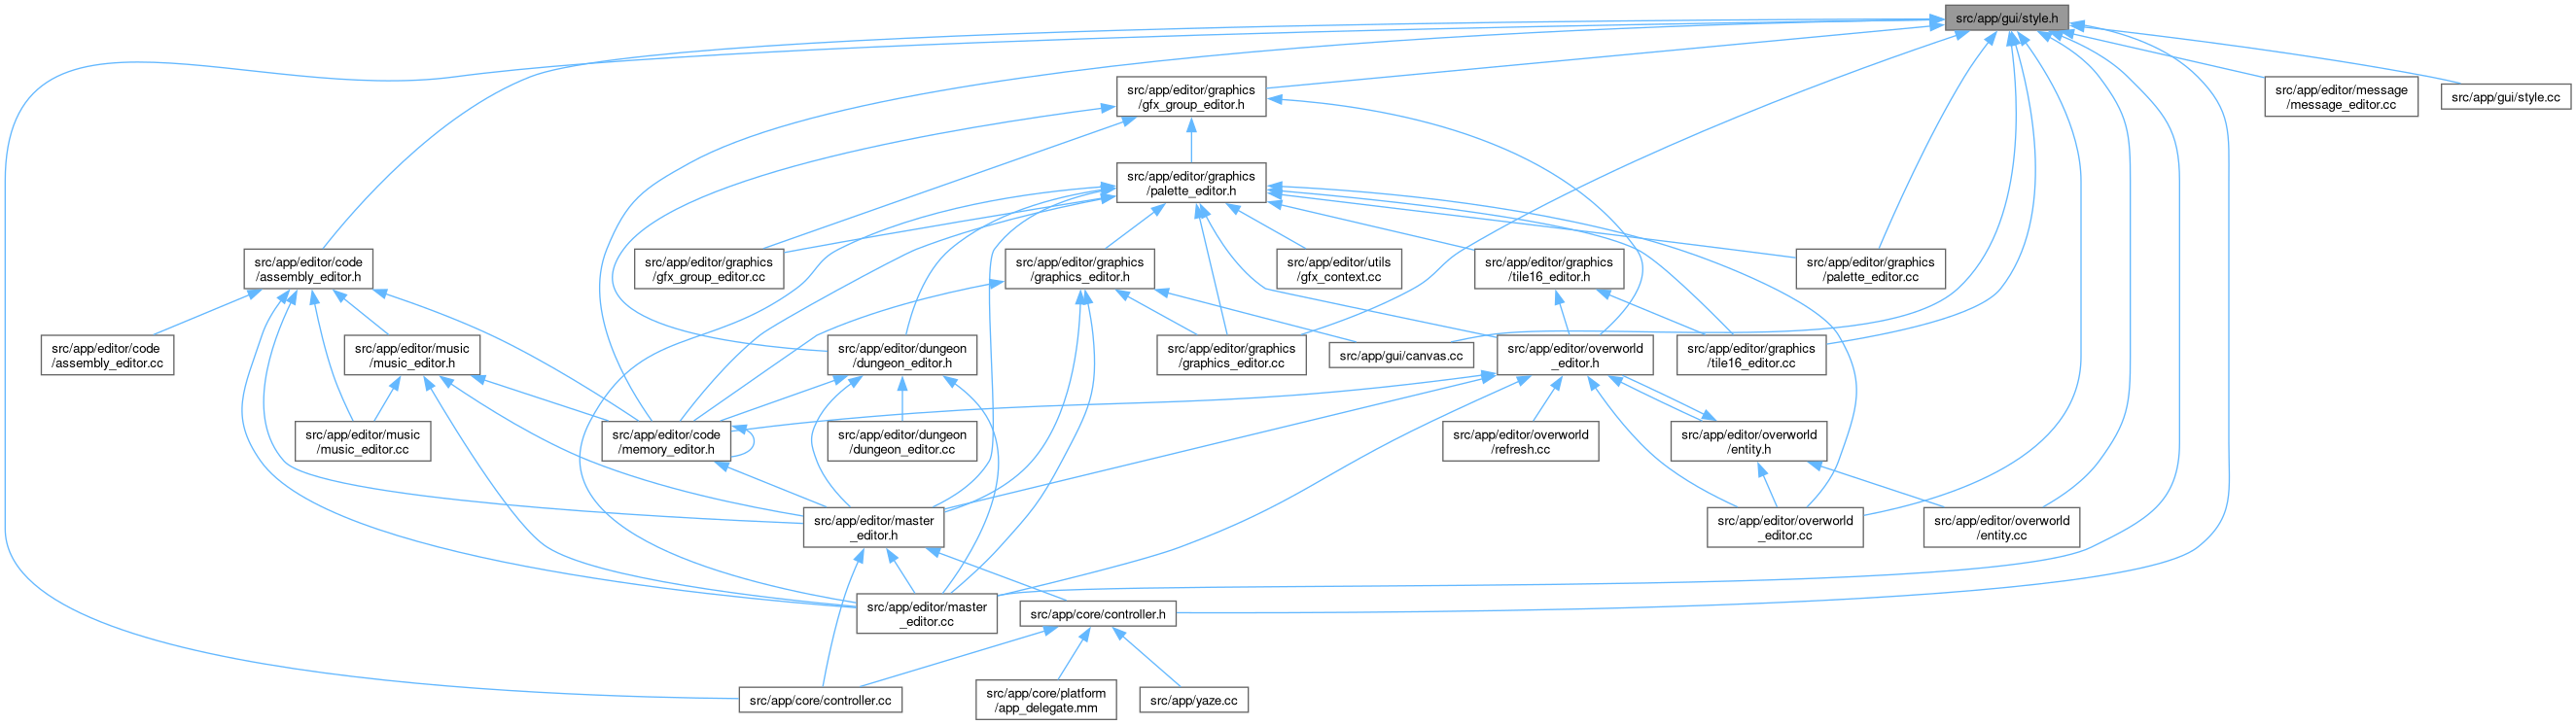 src/app/gui/style.h
src/app/editor/graphics
/gfx_group_editor.h
src/app/editor/message
/message_editor.cc
src/app/gui/style.cc
src/app/editor/graphics
/palette_editor.h
src/app/editor/code
/assembly_editor.h
src/app/editor/graphics
/gfx_group_editor.cc
src/app/editor/graphics
/graphics_editor.h
src/app/editor/utils
/gfx_context.cc
src/app/editor/graphics
/tile16_editor.h
src/app/editor/graphics
/palette_editor.cc
src/app/editor/code
/assembly_editor.cc
src/app/editor/music
/music_editor.h
src/app/editor/dungeon
/dungeon_editor.h
src/app/editor/graphics
/graphics_editor.cc
src/app/gui/canvas.cc
src/app/editor/overworld
_editor.h
src/app/editor/graphics
/tile16_editor.cc
src/app/editor/music
/music_editor.cc
src/app/editor/code
/memory_editor.h
src/app/editor/dungeon
/dungeon_editor.cc
src/app/editor/overworld
/refresh.cc
src/app/editor/overworld
/entity.h
src/app/editor/master
_editor.h
src/app/editor/overworld
_editor.cc
src/app/editor/overworld
/entity.cc
src/app/editor/master
_editor.cc
src/app/core/controller.h
src/app/core/controller.cc
src/app/core/platform
/app_delegate.mm
src/app/yaze.cc